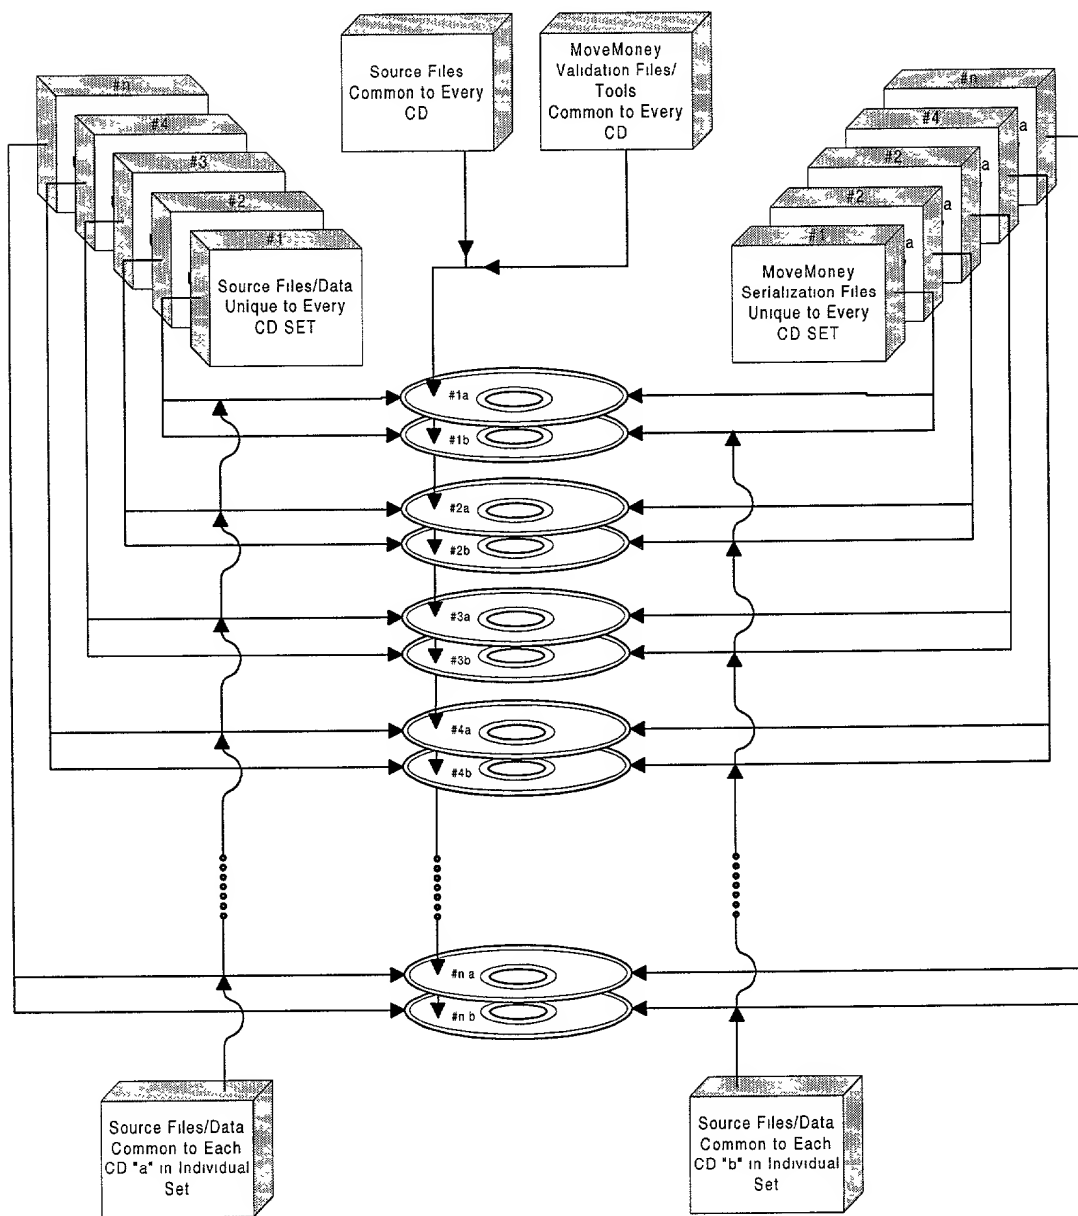 Source Files
Common to Every
CD
MoveMoney
Validation Files/
Tools
Common to Every
CD
#n
#4
#3
#2
#1
Source Files/Data
Unique to Every
CD SET
#n
#4
a
#2
a
#2
a
#1
a
MoveMoney
Serialization Files
Unique to Every
CD SET
#1a
#1b
#2a
#2b
#3a
#3b
#4a
#4b
#n a
#n b
Source Files/Data
Common to Each
CD "a" in Individual
Set
Source Files/Data
Common to Each
CD "b" in Individual
Set